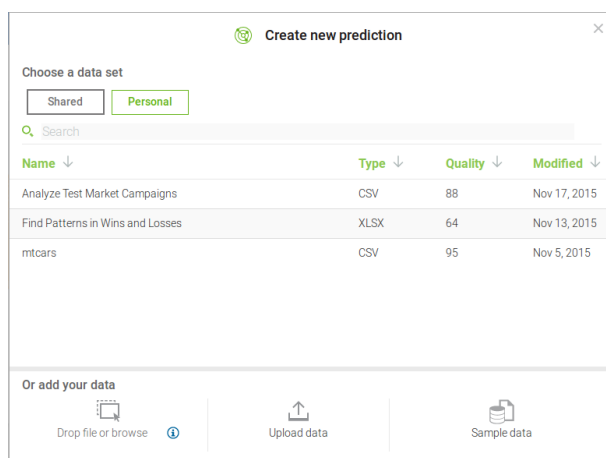 Create new prediction
Choose a data set
Shared Personal
Search
Name Type Quality Modified
Analyze Test Market Campaigns CSV 88 Nov 17, 2015
Find Patterns in Wins and Losses XLSX 64 Nov 13, 2015
mtcars CSV 95 Nov 5, 2015
Or add your data
Drop file or browse i Upload data Sample data